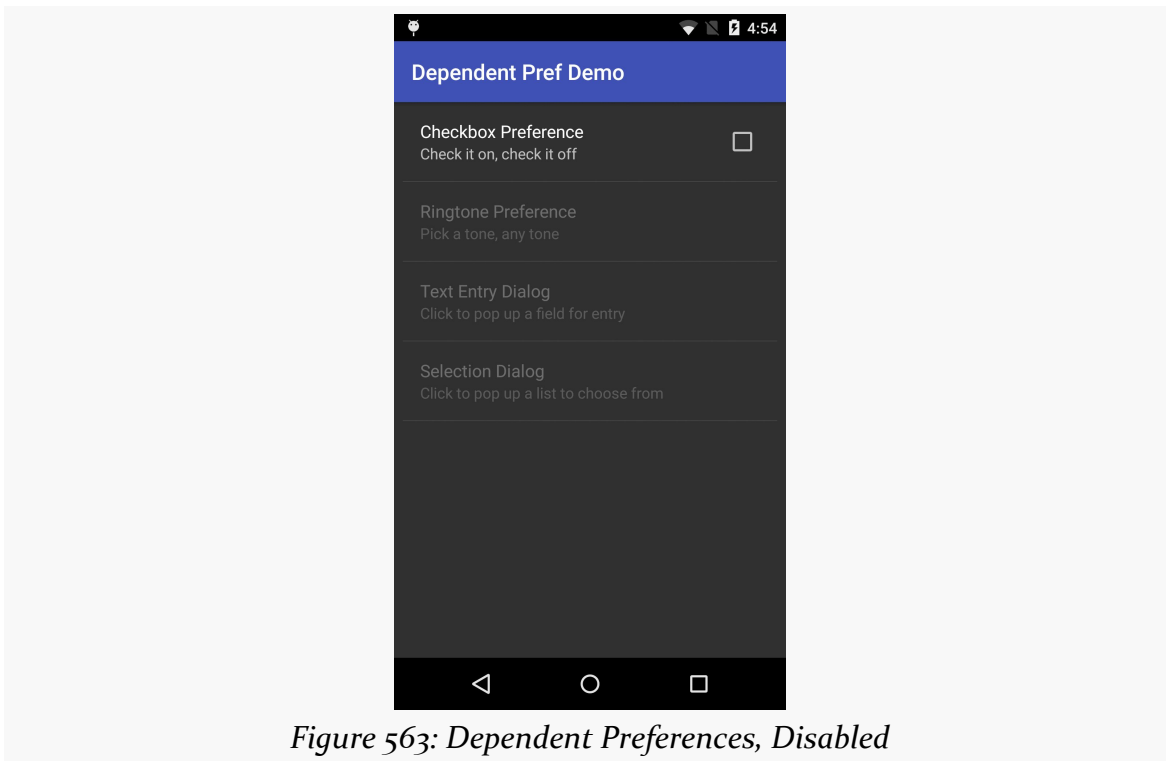 4:54
Dependent Pref Demo
Checkbox Preference
Check it on, check it off
Ringtone Preference
Pick a tone, any tone
Text Entry Dialog
Click to pop up a field for entry
Selection Dialog
Click to pop up a list to choose from
Figure 563: Dependent Preferences, Disabled